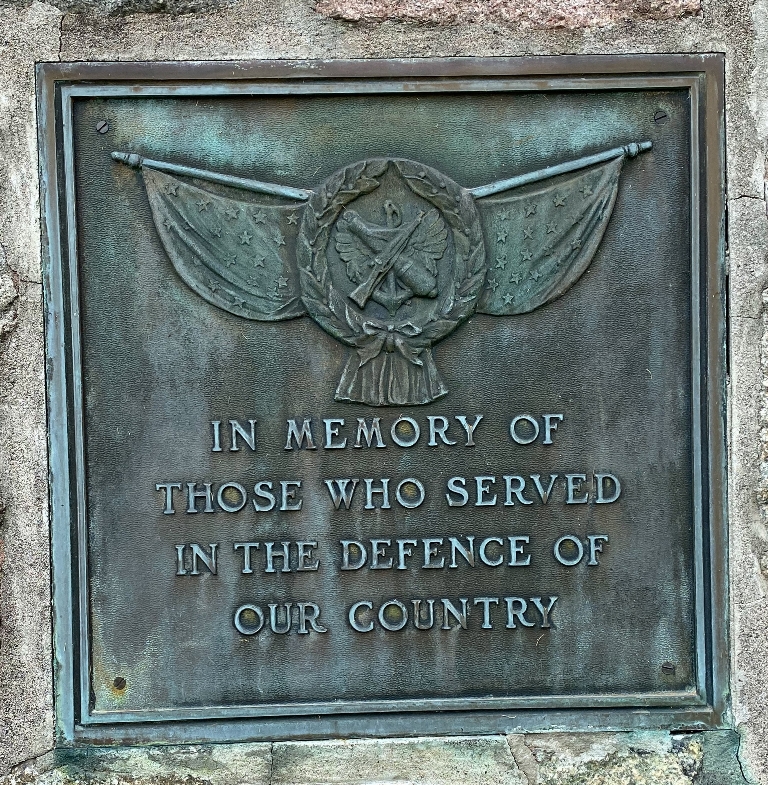 IN MEMORY OF
THOSE WHO SERVED
IN THE DEFENCE OF
OUR COUNTRY